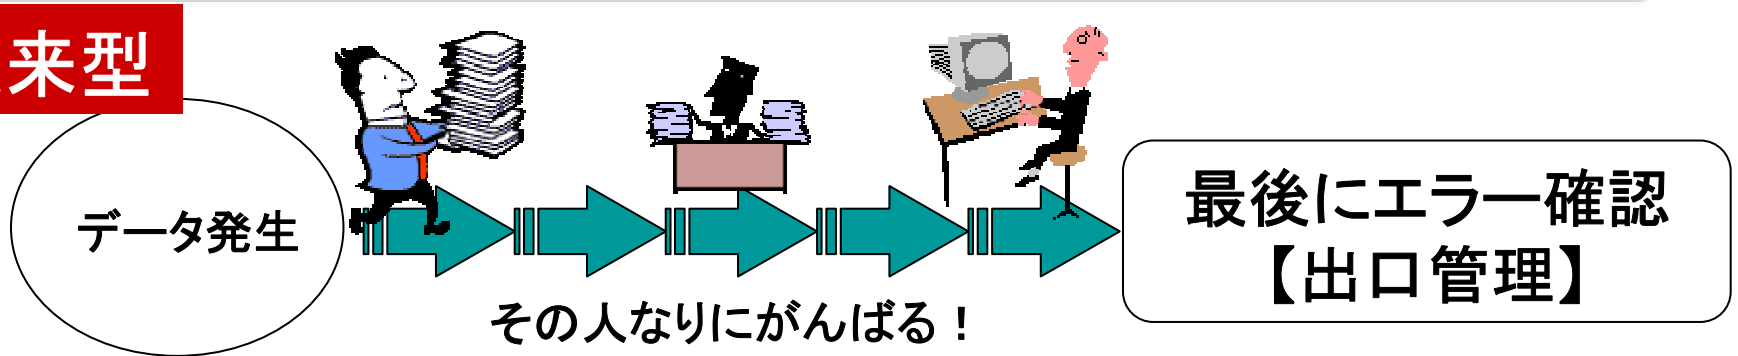 来型
データ発生
最後にエラー確認
【出口管理】
その人なりにがんばる！